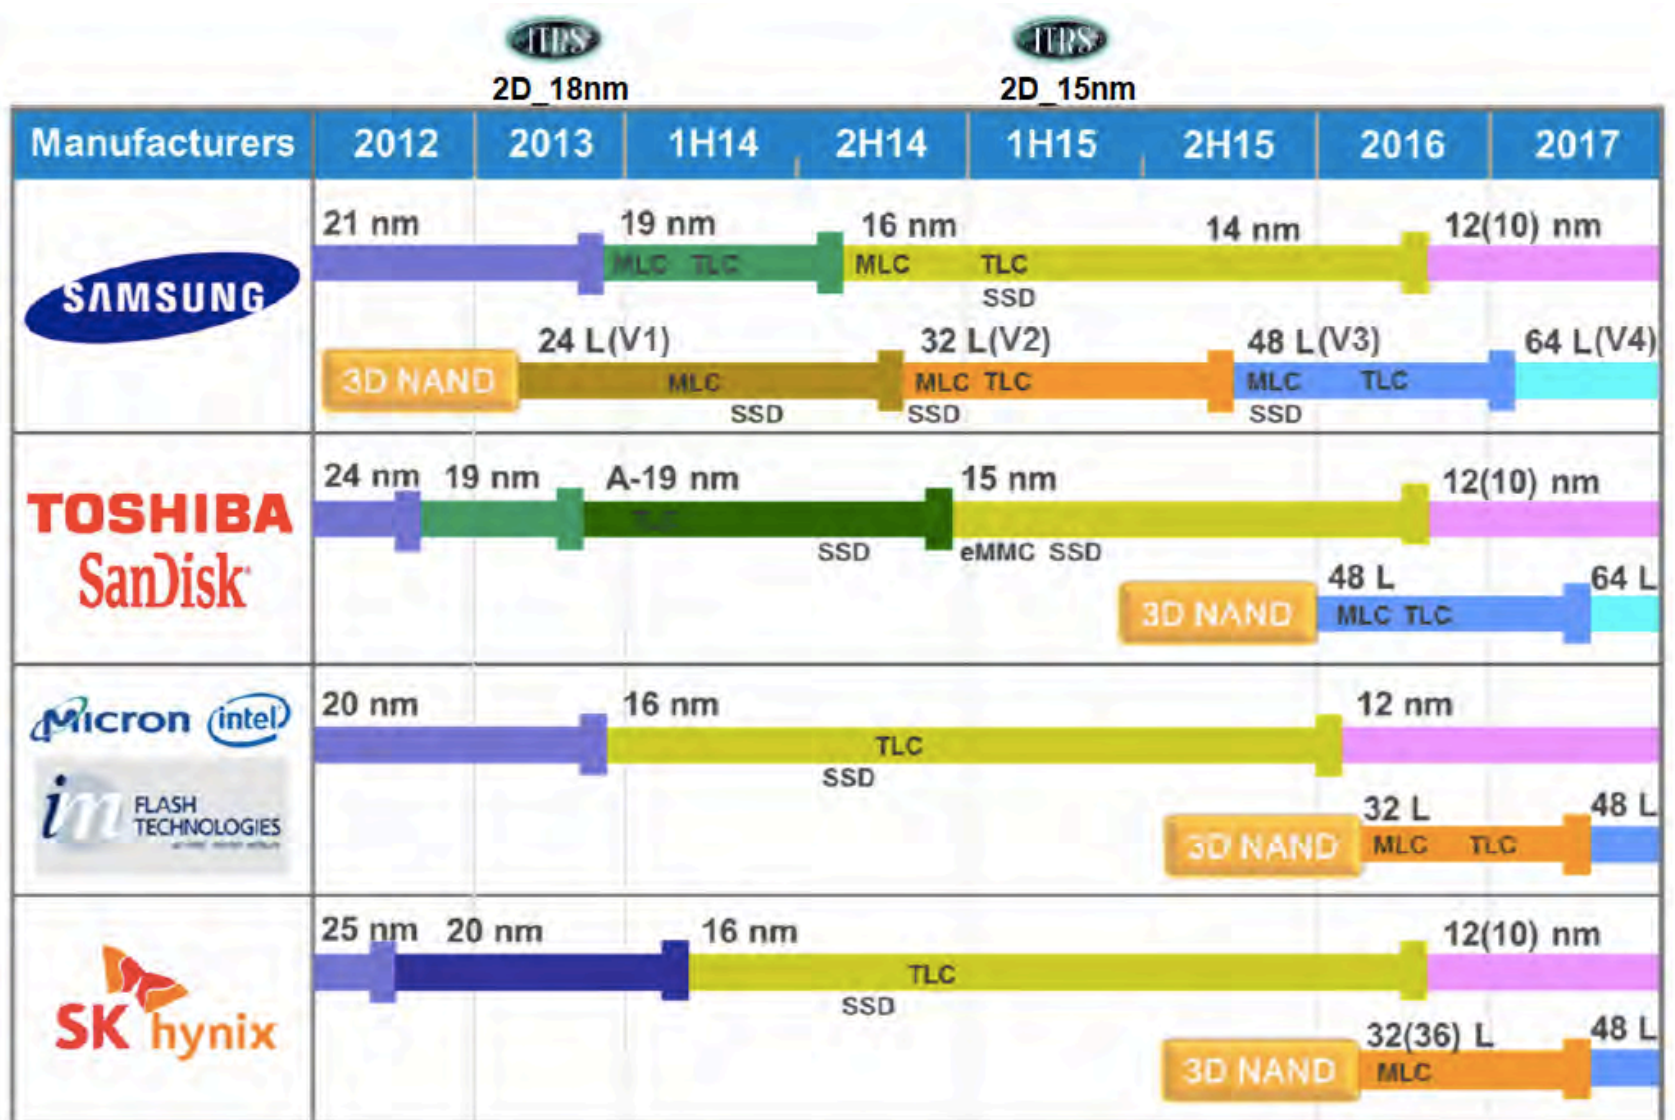 ITRS ITRS
2D_18nm 2D_15nm
Manufacturers 2012 2013 1H14 2H14 1H15 2H15 2016 2017
21 nm 19 nm 16 nm 14 nm 12(10) nm
MLC TLC MLC TLC
SSD
SAMSUNG
24 L(V1) 32 L(V2) 48 L(V3) 64 L(V4)
3D NAND MLC MLC TLC MLC TLC
SSD SSD SSD
24 nm 19 nm A-19 nm 15 nm 12(10) nm
TOSHIBA TLC
SSD eMMC SSD
SanDisk
48 L 64 L
3D NAND MLC TLC
20 nm 16 nm 12 nm
Micron intel
TLC
SSD
im FLASH
TECHNOLOGIES
32 L 48 L
3D NAND MLC TLC
25 nm 20 nm 16 nm 12(10) nm
TLC
SSD
SK hynix
32(36) L 48 L
3D NAND MLC